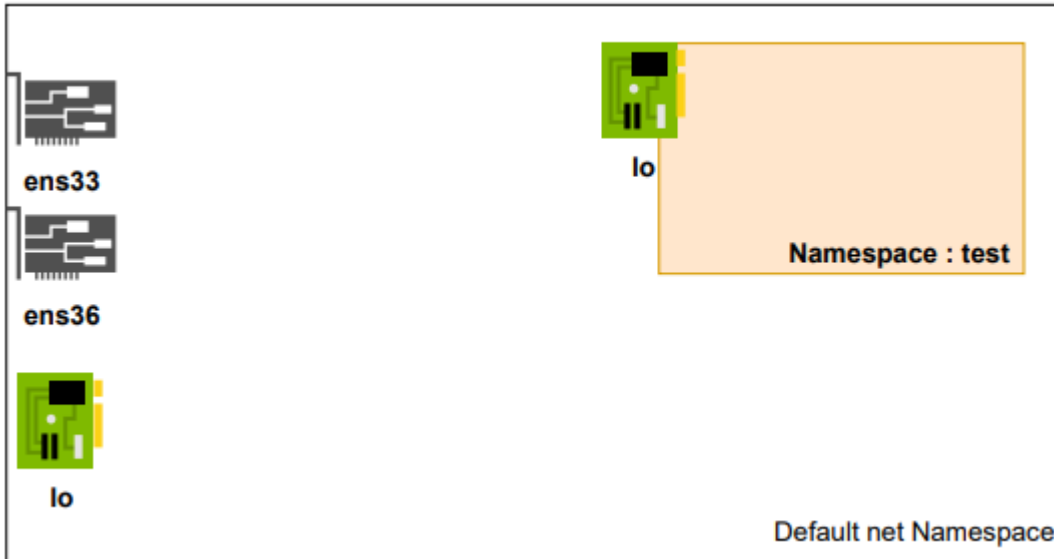 ens33
lo
Namespace : test
ens36
lo
Default net Namespace